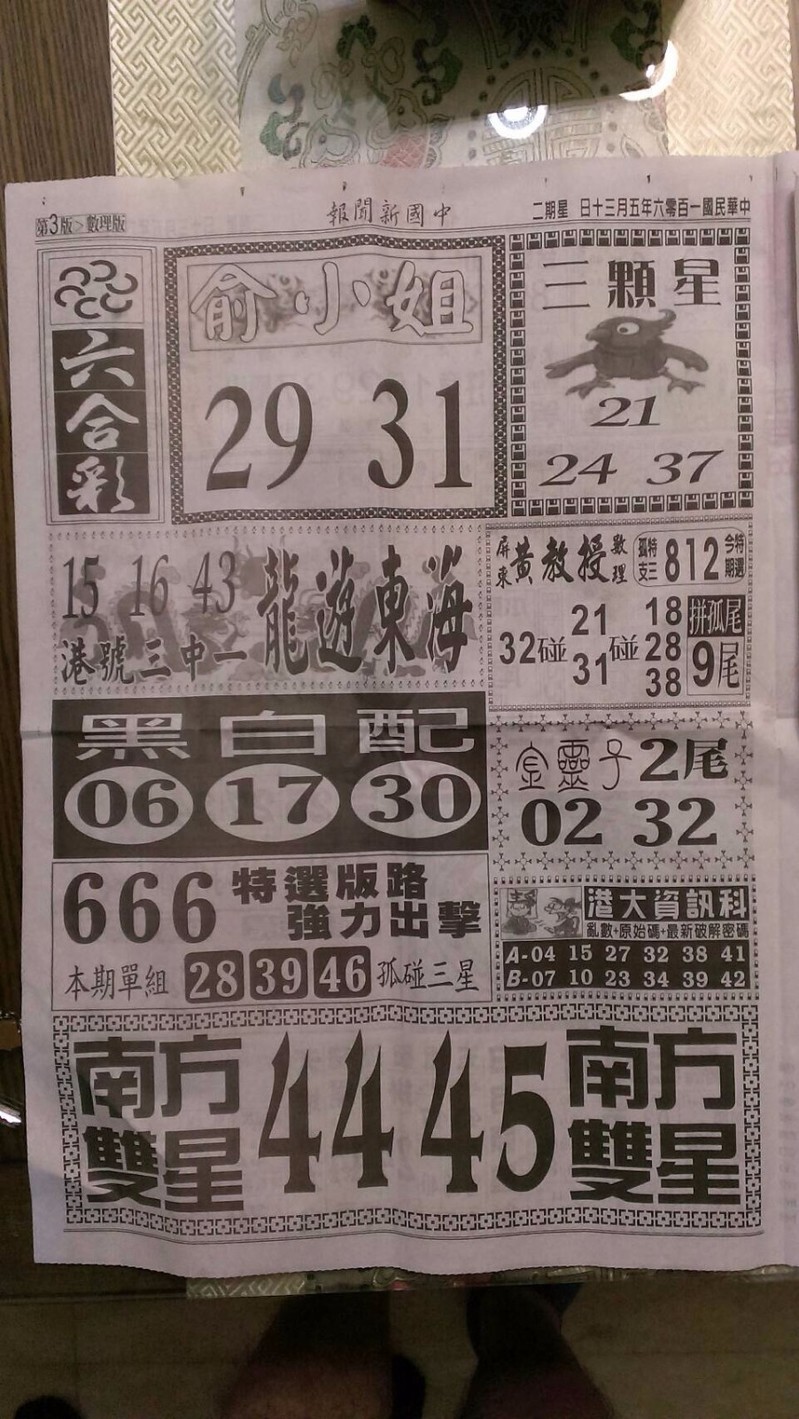 中華民國一百零六年五月三十日 星期二
中國新聞報
第3版>數理版
六合彩
俞小姐
29 31
三顆星
21
24 37
15 16 43
港號三中一
龍遊東海
屏東黃教授數理
孤特支三 812 今特期選
32碰 21 31 碰 18 28 38
拼孤尾
9尾
黑白配
06 17 30
金靈子 2尾
02 32
666 特選版路
強力出擊
本期單組 28 39 46 孤碰三星
港大資訊科
亂數+原始碼+最新破解密碼
A-04 15 27 32 38 41
B-07 10 23 34 39 42
南方雙星
44 45
南方雙星